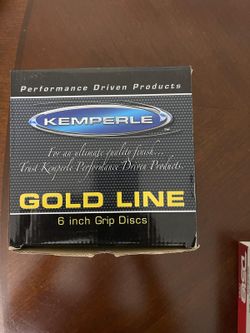 Performance Driven Products
KEMPERLE
For an ultimate quality finish
Trust Kemperle Performance Driven Products.
GOLD LINE
6 inch Grip Discs